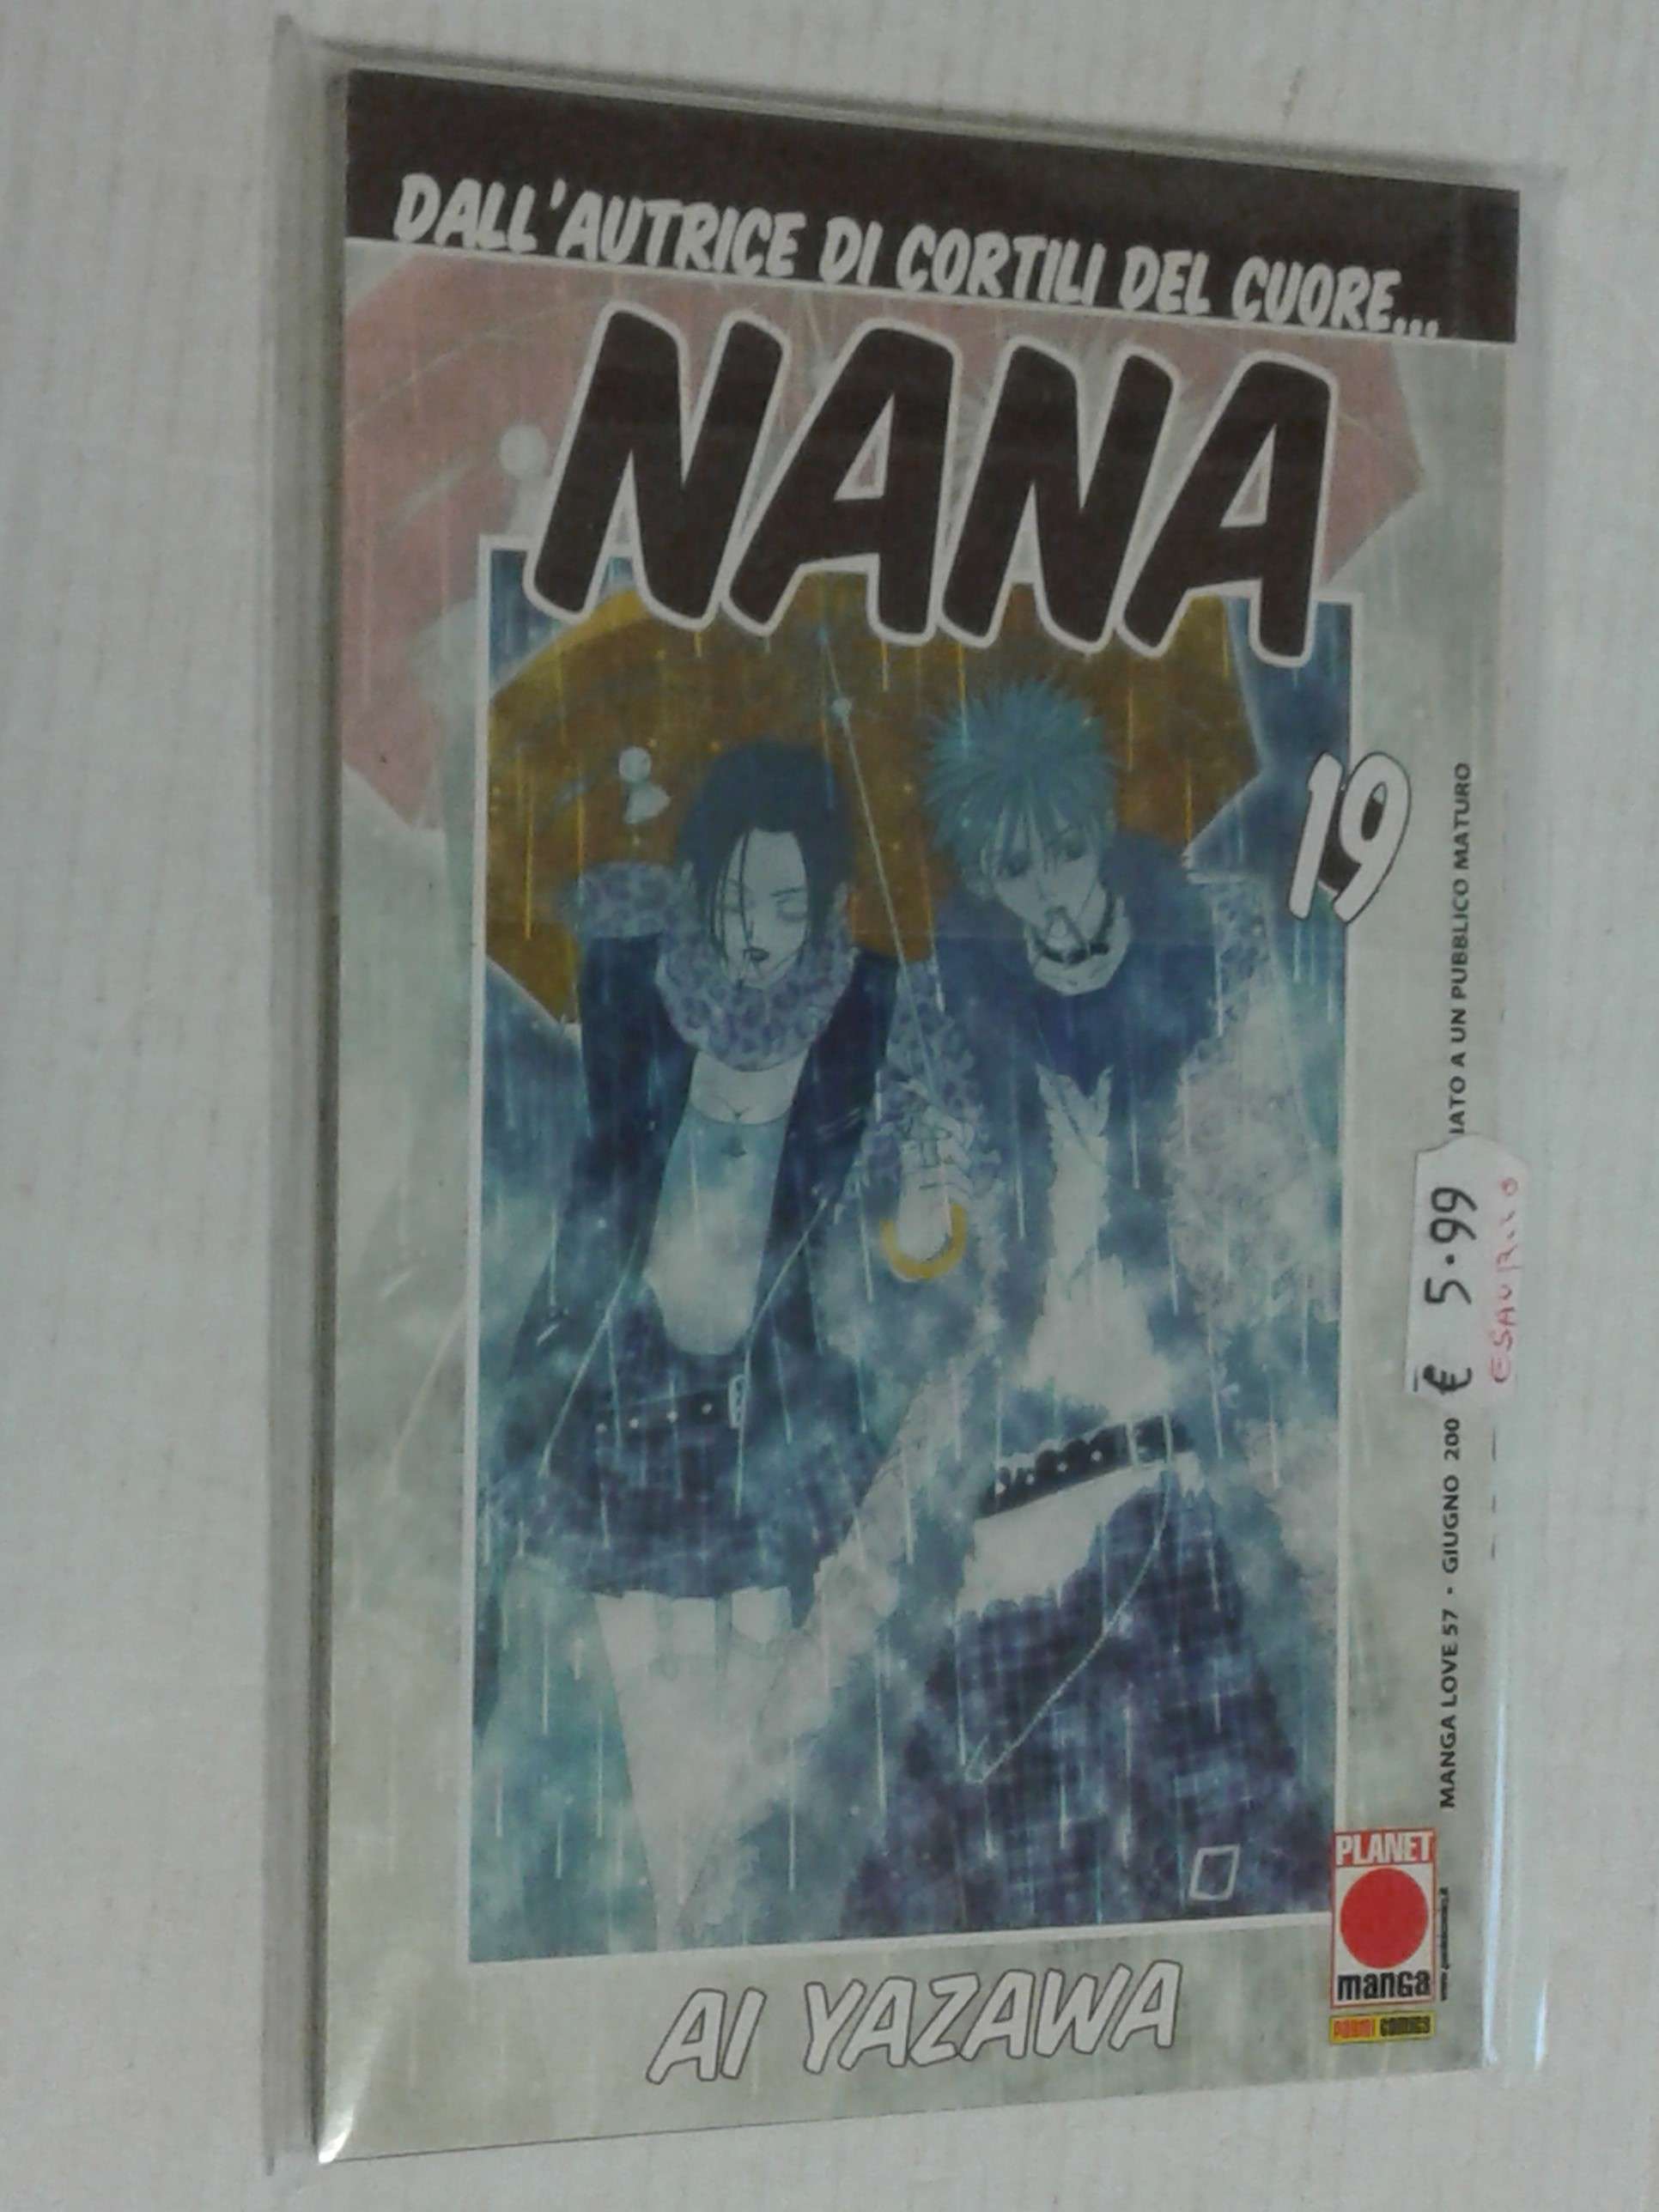 DALL'AUTRICE DI CORTILI DEL CUORE...
NANA
19
IATO A UN PUBBLICO MATURO
€ 5.99
ESAURITO
MANGA LOVE 57 • GIUGNO 200
PLANET
manga
PANINI COMICS
AI YAZAWA